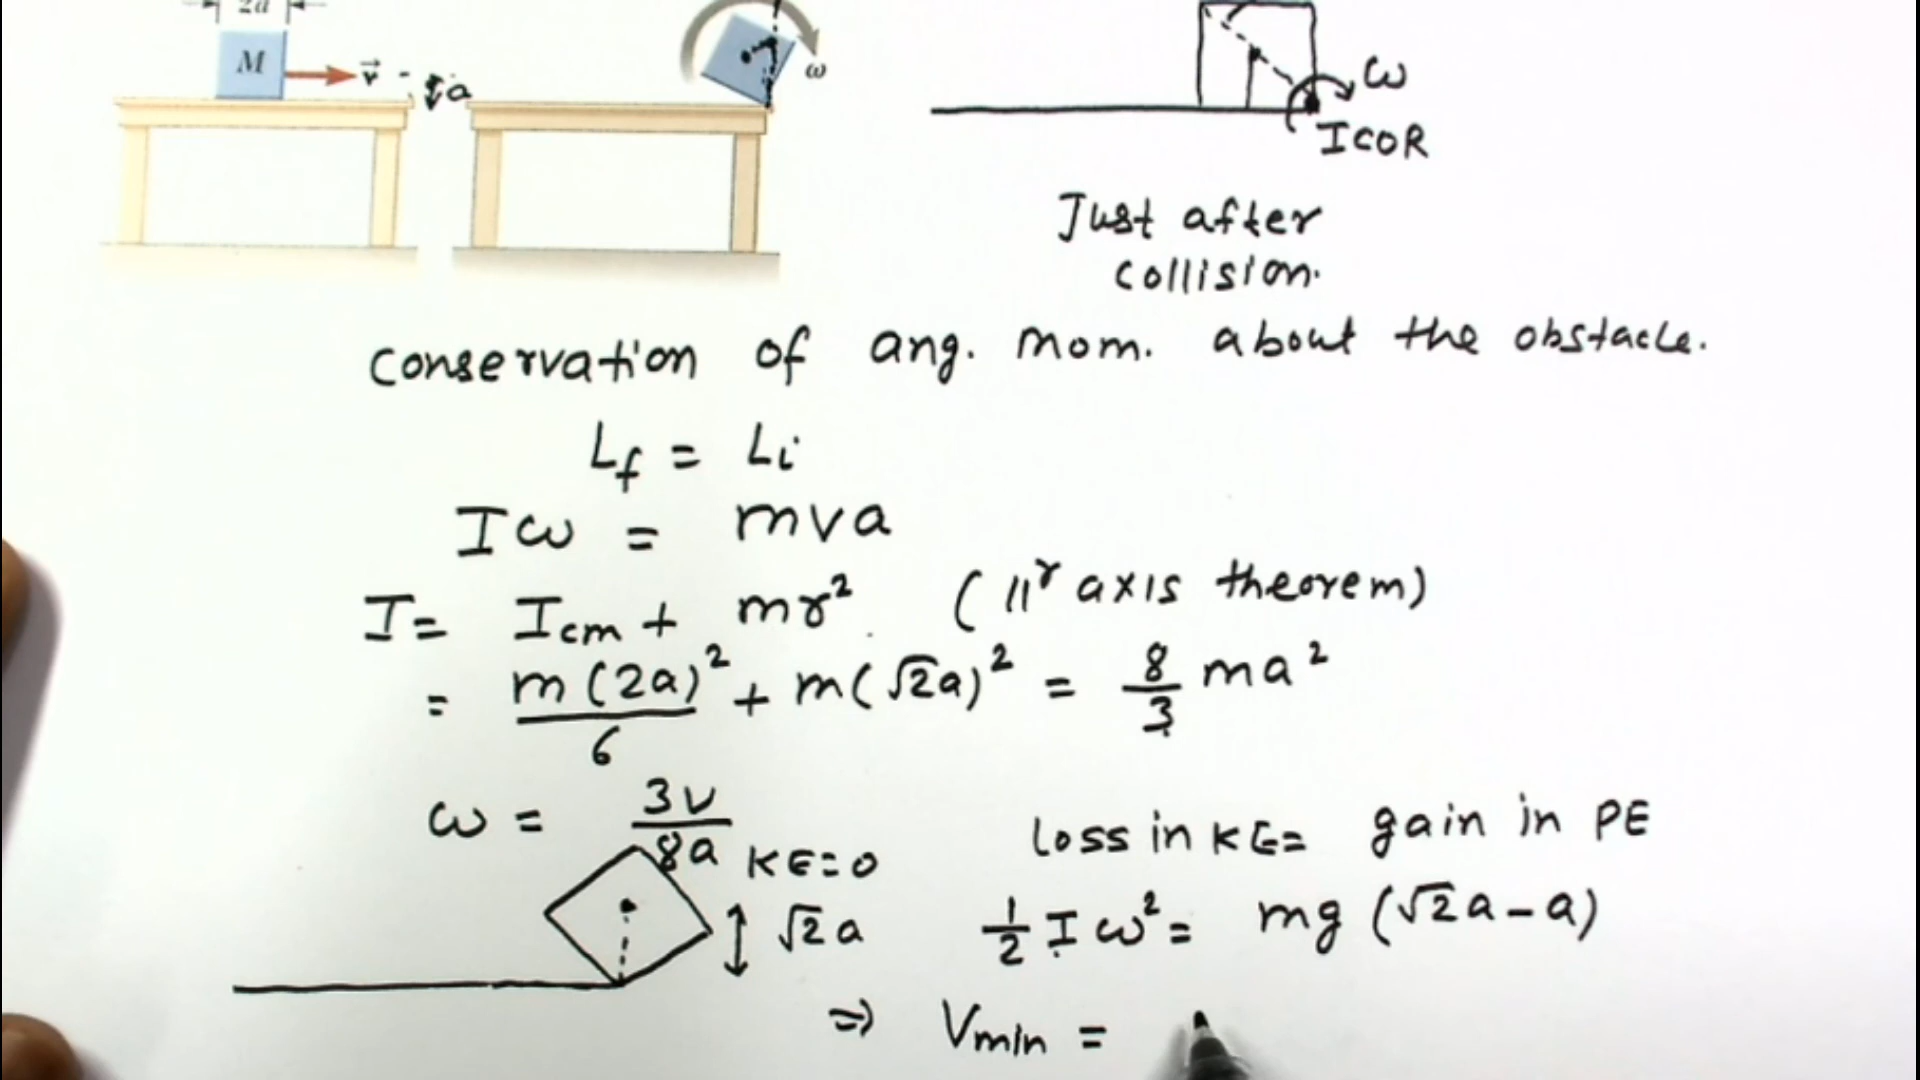 2a
M
v⃗
a
ω
ω
ICOR
Just after
collision.
conservation of ang. mom. about the obstacle.
Lf = Li
Iω = mva
I = Icm + mr² (||ʳ axis theorem)
= m(2a)²/6 + m(√2a)² = 8/3 ma²
ω = 3v/8a
KE=0
√2a
loss in KE= gain in PE
1/2 Iω² = mg (√2a-a)
⇒ Vmin =